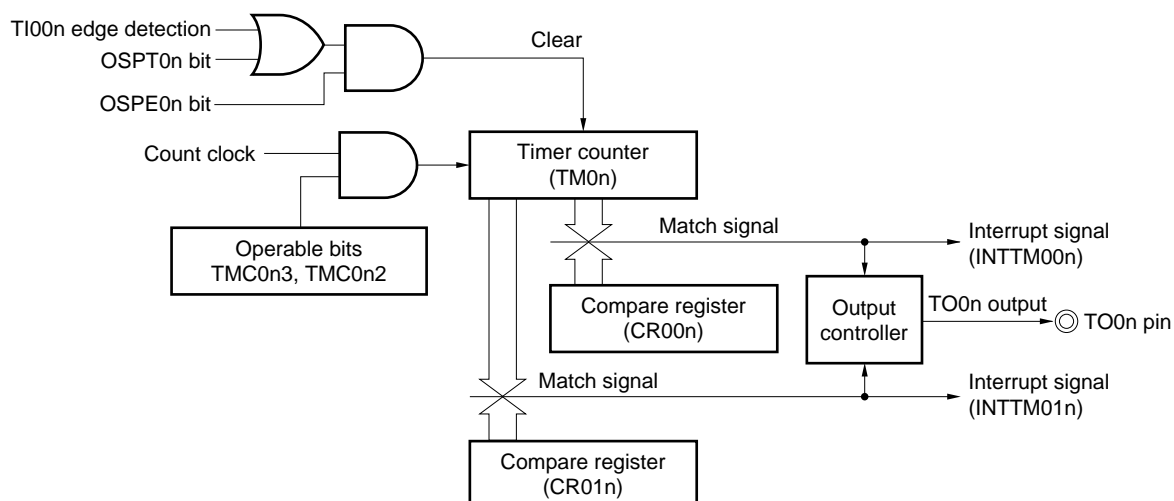 TI00n edge detection
OSPT0n bit
OSPE0n bit
Clear
Count clock
Timer counter
(TM0n)
Operable bits
TMC0n3, TMC0n2
Match signal
Interrupt signal
(INTTM00n)
Compare register
(CR00n)
Output
controller
TO0n output
TO0n pin
Match signal
Interrupt signal
(INTTM01n)
Compare register
(CR01n)